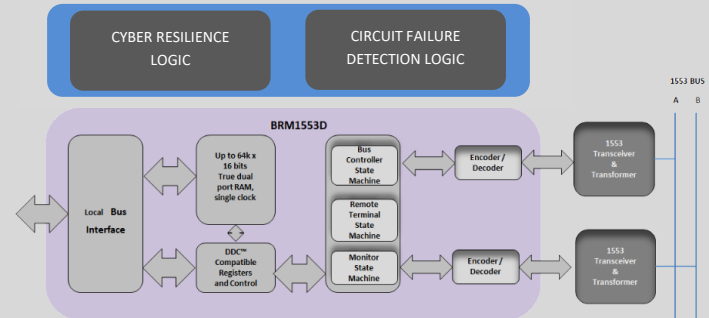 CYBER RESILIENCE
LOGIC
CIRCUIT FAILURE
DETECTION LOGIC
1553 BUS
A B
BRM1553D
Local Bus
Interface
Up to 64k x
16 bits
True dual
port RAM,
single clock
DDC™
Compatible
Registers
and Control
Bus
Controller
State
Machine
Remote
Terminal
State
Machine
Monitor
State
Machine
Encoder/
Decoder
Encoder/
Decoder
1553
Transceiver
&
Transformer
1553
Transceiver
&
Transformer